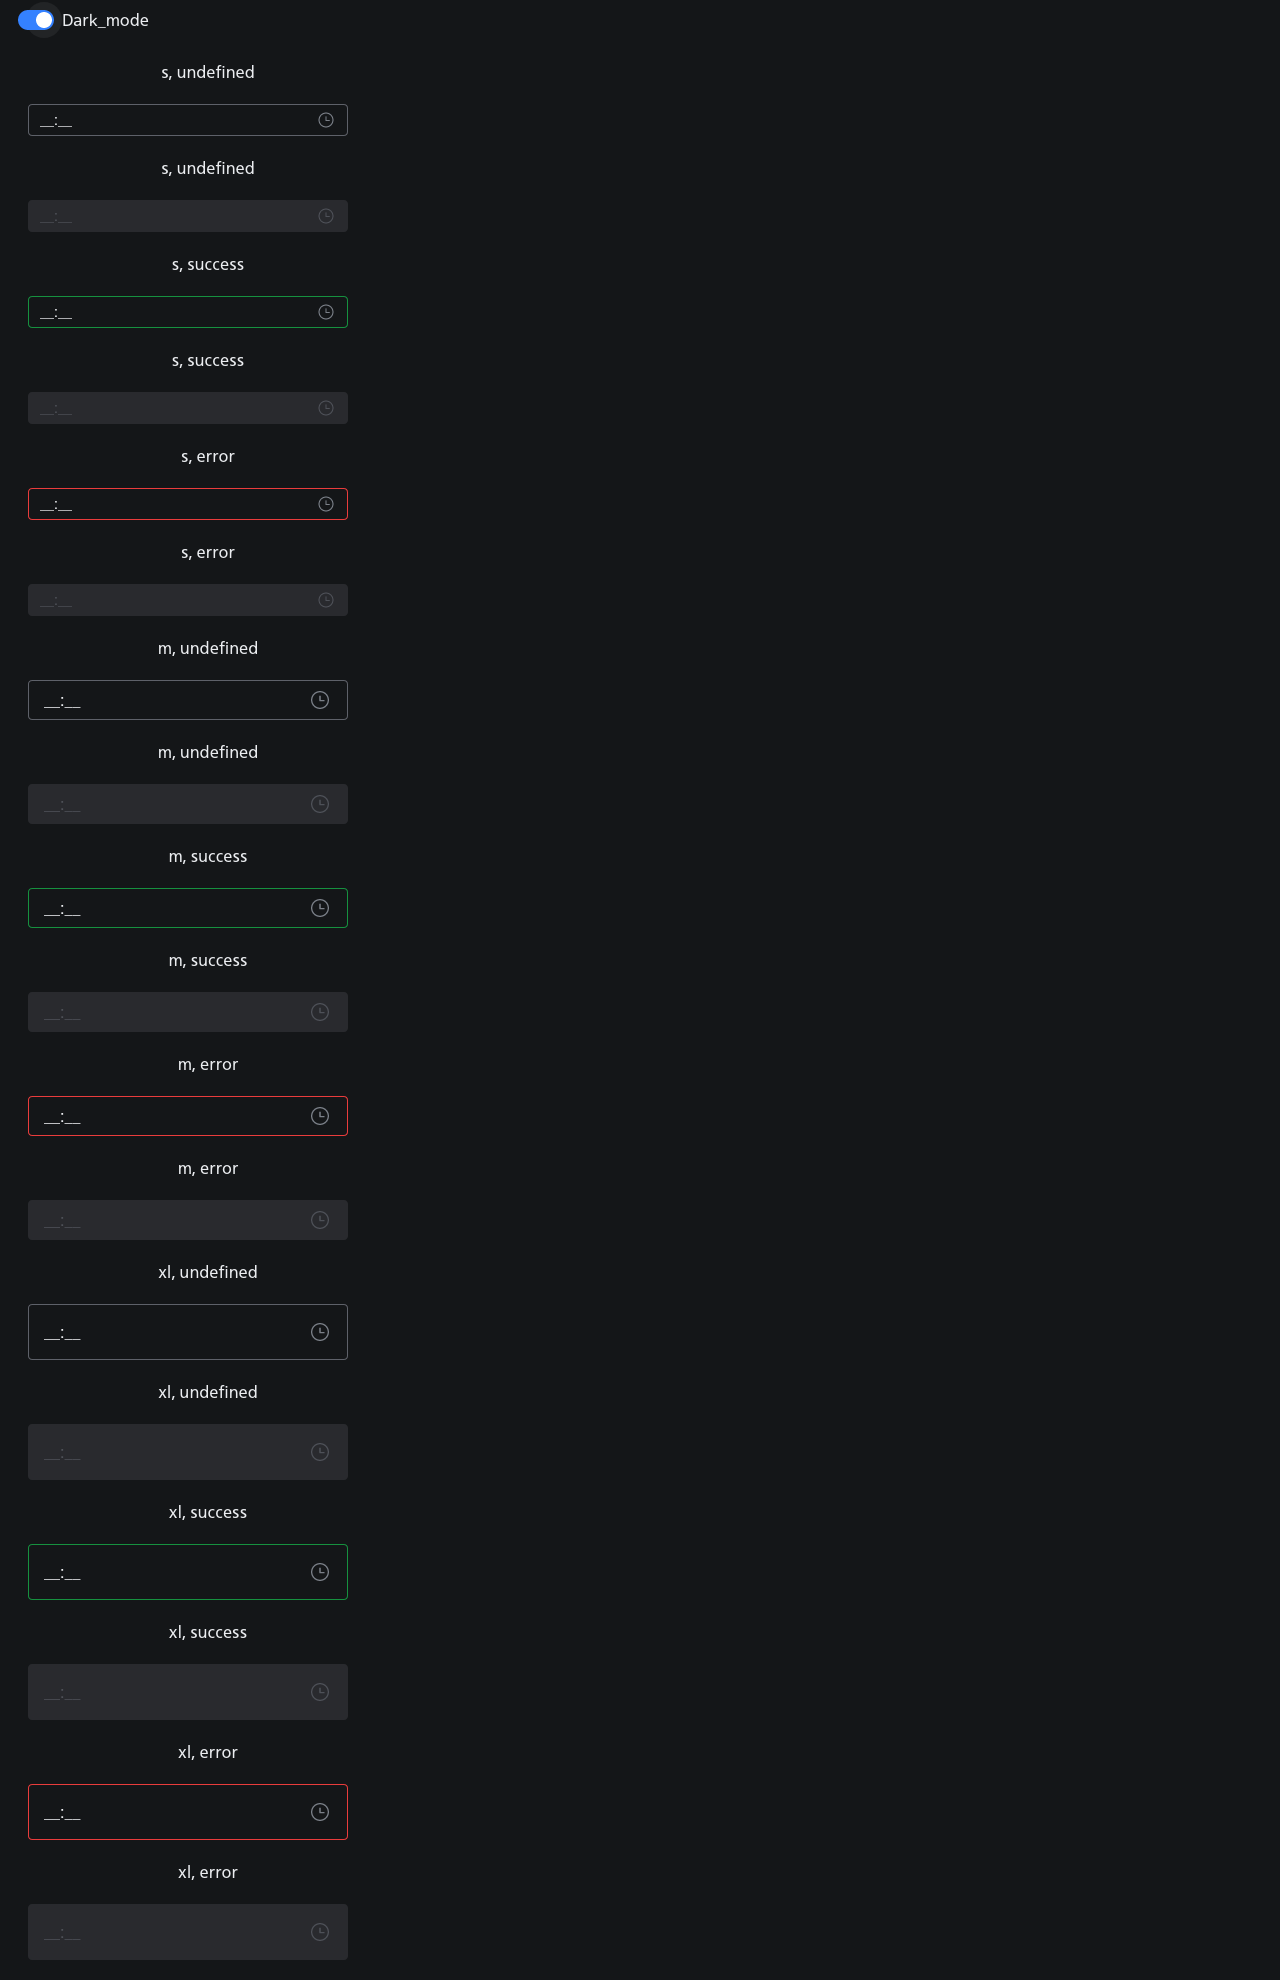 Dark_mode
s, undefined
__:__
s, undefined
__:__
s, success
__:__
s, success
__:__
s, error
__:__
s, error
__:__
m, undefined
__:__
m, undefined
__:__
m, success
__:__
m, success
__:__
m, error
__:__
m, error
__:__
xl, undefined
__:__
xl, undefined
__:__
xl, success
__:__
xl, success
__:__
xl, error
__:__
xl, error
__:__